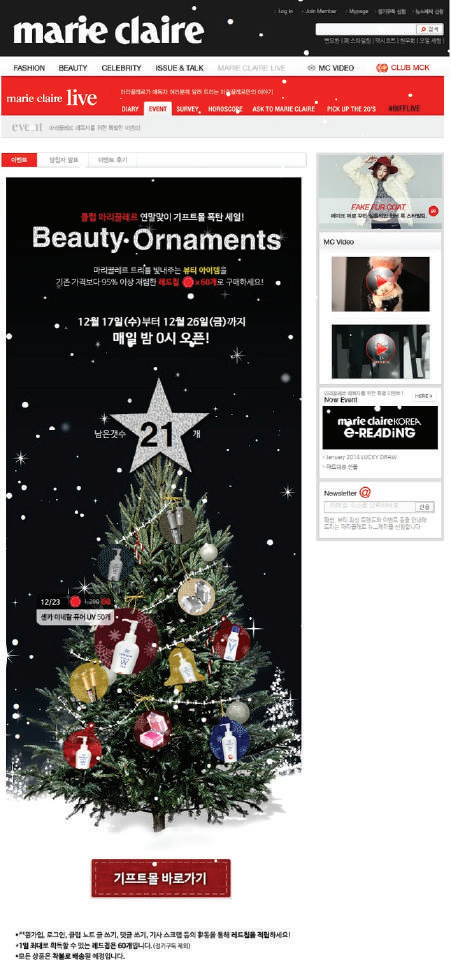 marie claire
Log in
Join Member
Mypage
정기구독 신청
뉴스레터 신청
검색
FASHION BEAUTY CELEBRITY ISSUE & TALK MARIE CLAIRE LIVE MC VIDEO CLUB MCK
marie claire live
DIARY EVENT SURVEY HOROSCOPE ASK TO MARIE CLAIRE PICK UP THE 20'S #BIFFLIVE
event
이벤트 당첨자 발표 이벤트 후기
FAKE FUR COAT
MC Video
클럽 마리끌레르 연말맞이 기프트몰 폭탄 세일!
Beauty Ornaments
마리끌레르 트리를 빛내주는 뷰티 아이템을
기존 가격보다 95% 이상 저렴한 레드립 x60개로 구매하세요!
12월 17일(수)부터 12월 26일(금)까지
매일 밤 0시 오픈!
남은갯수 21 개
Now Event
MORE
marie claire KOREA
e-READiNG
January 2014 LUCKY DRAW
Newsletter @
신청
12/23 1,200 60
센카 미네랄 퓨어 UV 50개
기프트몰 바로가기
로그인, 클럽 노트 글 쓰기, 댓글 쓰기, 기사 스크랩 등의 활동을 통해 레드립을 적립하세요!
•1일 최대로 획득할 수 있는 레드립은 60개입니다. (정기구독 제외)
•모든 상품은 착불로 배송될 예정입니다.